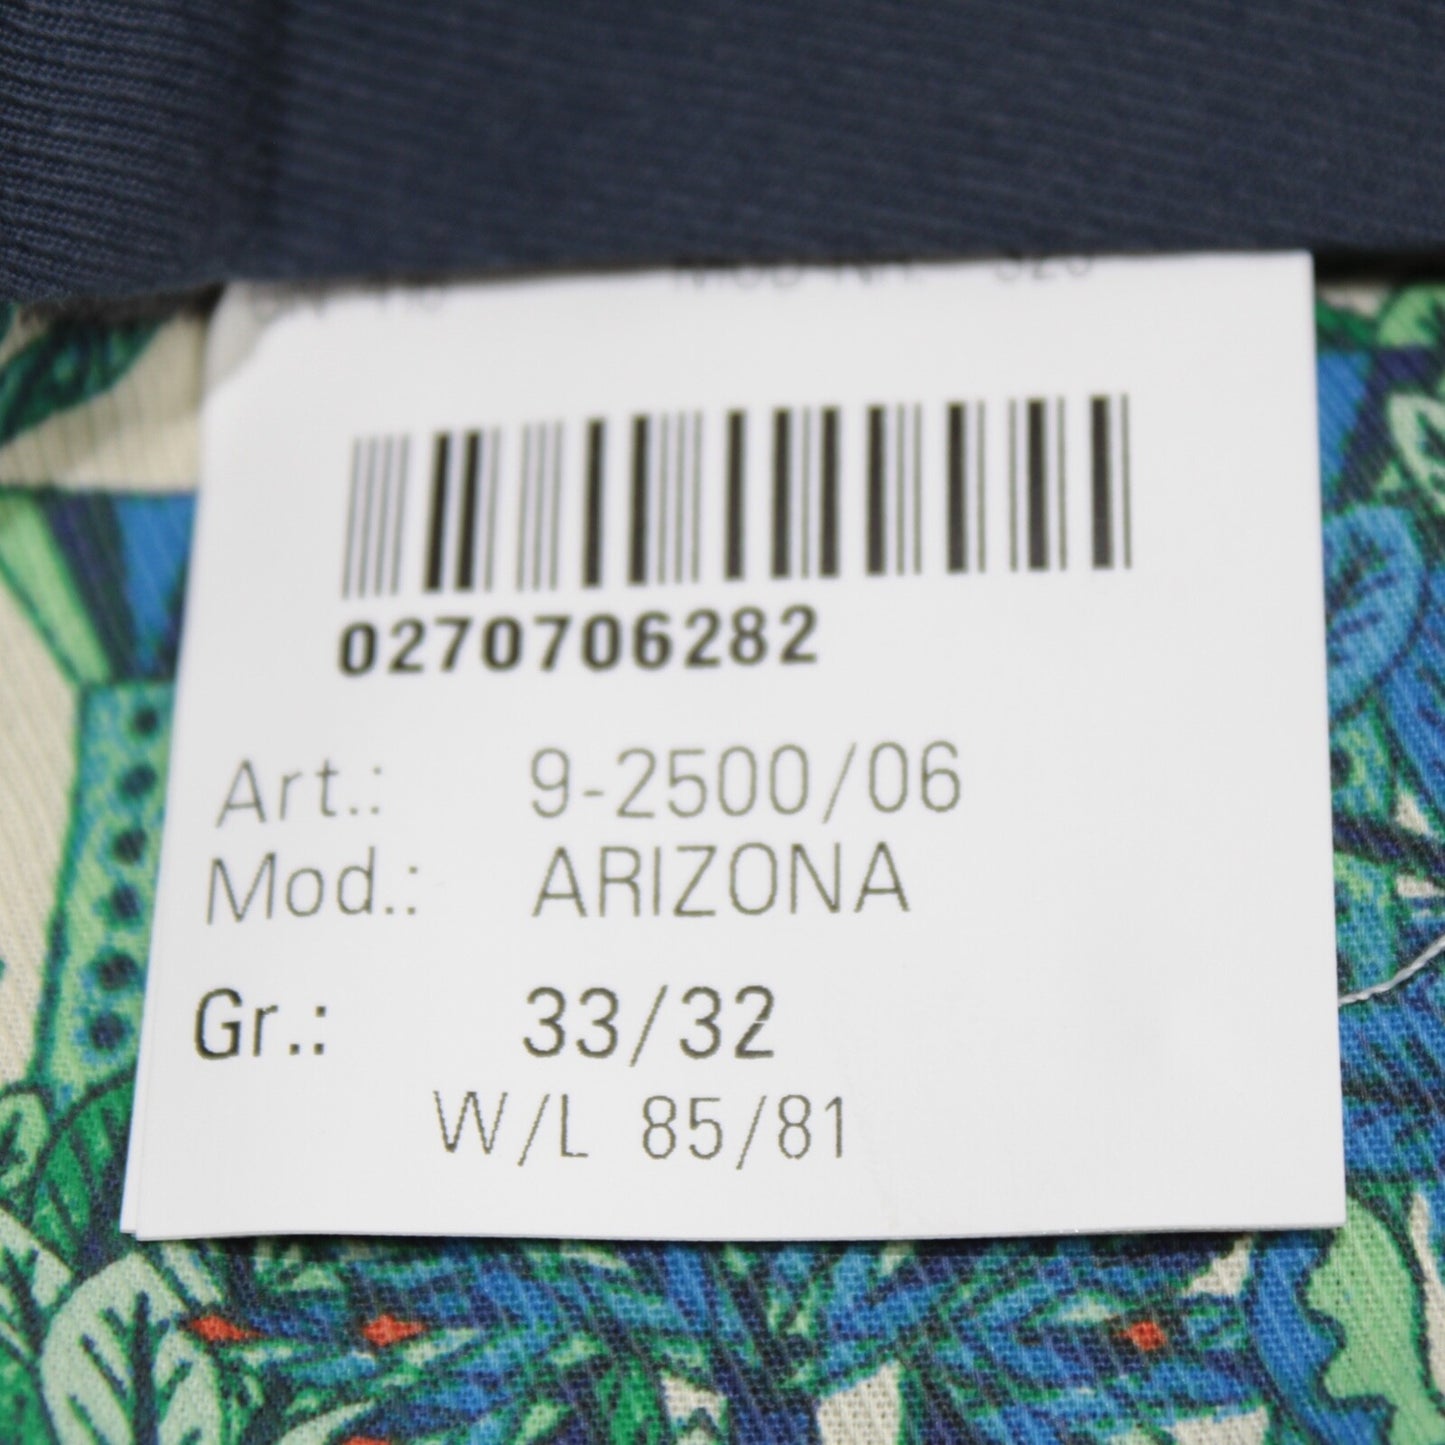 0270706282
Art.: 9-2500/06
Mod.: ARIZONA
Gr.: 33/32
W/L 85/81